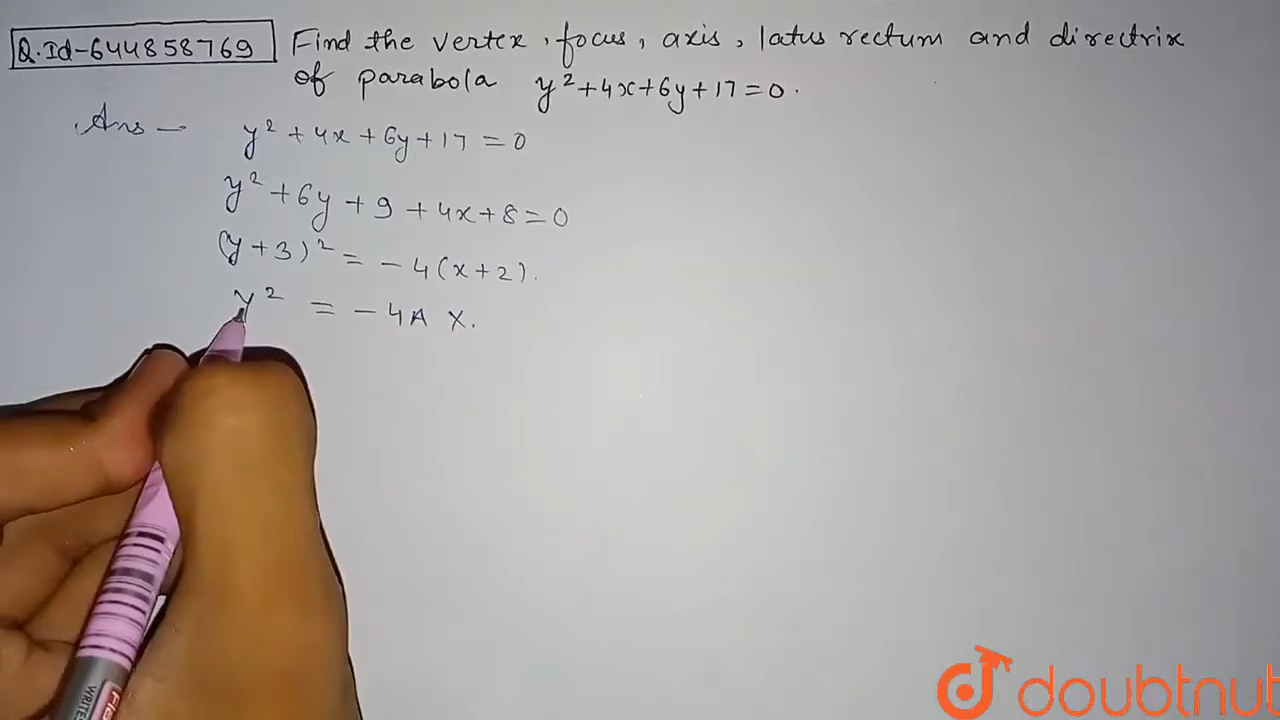 Q.Id-644858769
Find the vertex, focus, axis, latus rectum and directrix
of parabola y²+4x+6y+17=0.
Ans - y²+4x+6y+17=0
y²+6y+9+4x+8=0
(y+3)²=-4(x+2).
Y² = -4A X.
WRITE
doubtnut